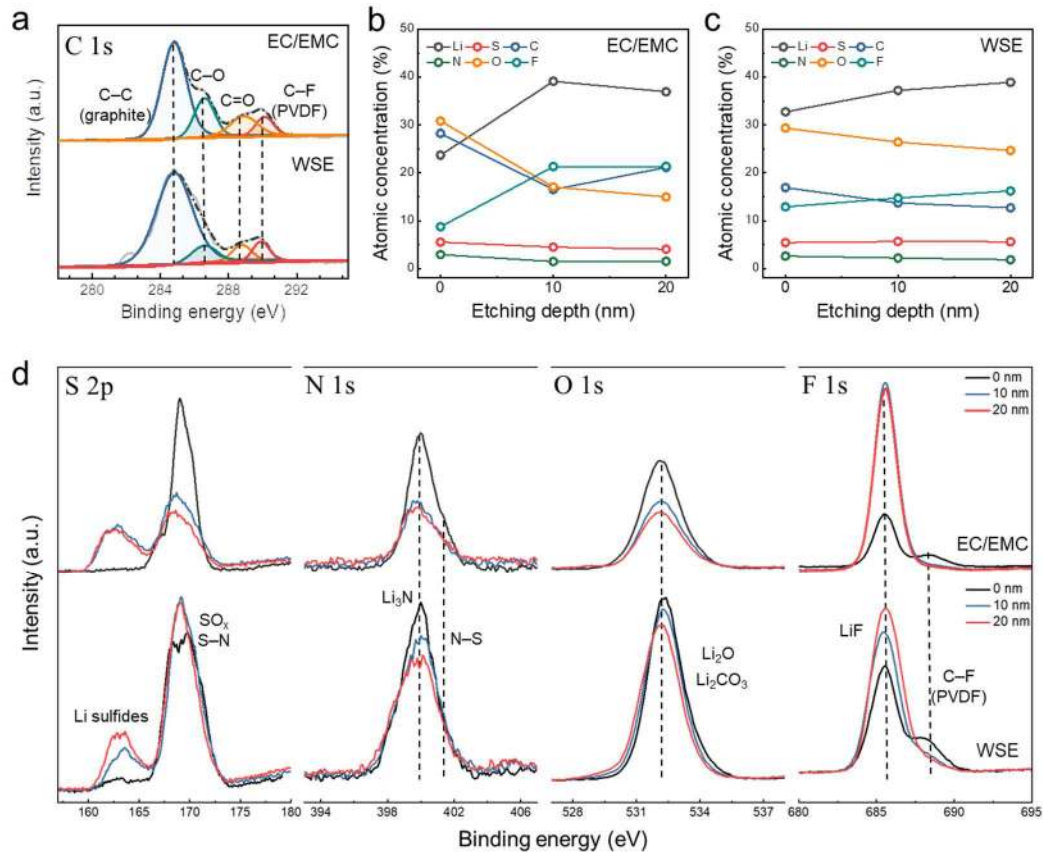 a
C 1s
EC/EMC
C–O
C–C
(graphite)
C=O
C–F
(PVDF)
WSE
Intensity (a.u.)
280 284 288 292
Binding energy (eV)
b
50
40
30
20
10
0
Li S C
N O F
EC/EMC
Atomic concentration (%)
0 10 20
Etching depth (nm)
c
50
40
30
20
10
0
Li S C
N O F
WSE
Atomic concentration (%)
0 10 20
Etching depth (nm)
d
S 2p
N 1s
O 1s
F 1s
0 nm
10 nm
20 nm
EC/EMC
0 nm
10 nm
20 nm
SOx
S–N
Li sulfides
Li3N
N–S
Li2O
Li2CO3
LiF
C–F
(PVDF)
WSE
Intensity (a.u.)
160 165 170 175 180
394 398 402 406
528 532 537
680 685 690 695
Binding energy (eV)